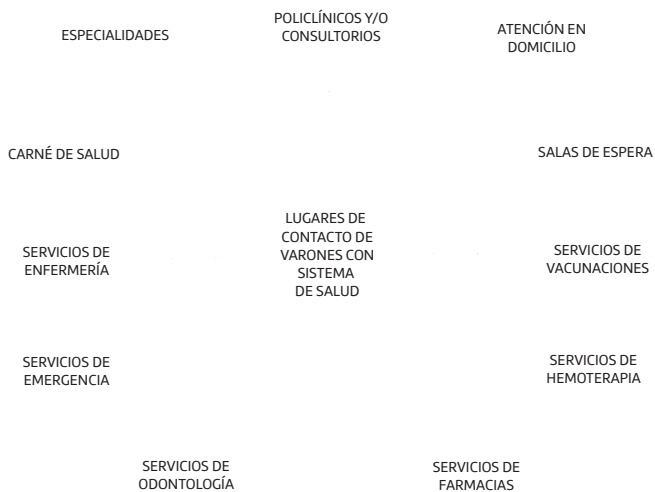 ESPECIALIDADES
POLICLÍNICOS Y/O
CONSULTORIOS
ATENCIÓN EN
DOMICILIO
CARNÉ DE SALUD
SALAS DE ESPERA
LUGARES DE
CONTACTO DE
VARONES CON
SISTEMA
DE SALUD
SERVICIOS DE
ENFERMERÍA
SERVICIOS DE
VACUNACIONES
SERVICIOS DE
EMERGENCIA
SERVICIOS DE
HEMOTERAPIA
SERVICIOS DE
ODONTOLOGÍA
SERVICIOS DE
FARMACIAS